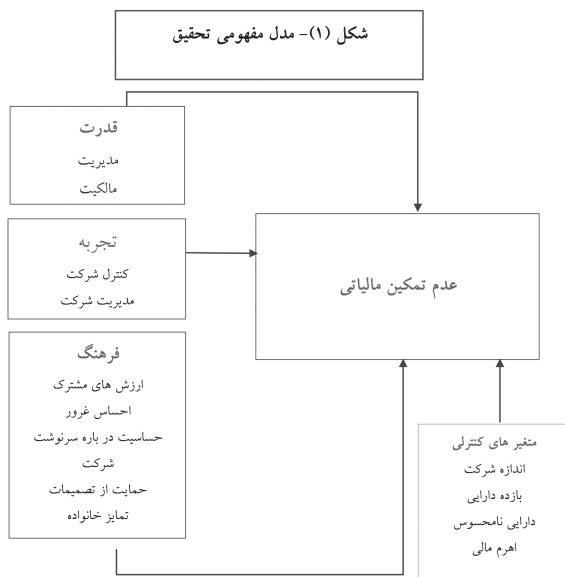 شکل (۱)- مدل مفهومی تحقیق
قدرت
مدیریت
مالکیت
تجربه
کنترل شرکت
مدیریت شرکت
عدم تمکین مالیاتی
فرهنگ
ارزش های مشترک
احساس غرور
حساسیت در باره سرنوشت
شرکت
حمایت از تصمیمات
تمایز خانواده
متغیر های کنترلی
اندازه شرکت
بازده دارایی
دارایی نامحسوس
اهرم مالی